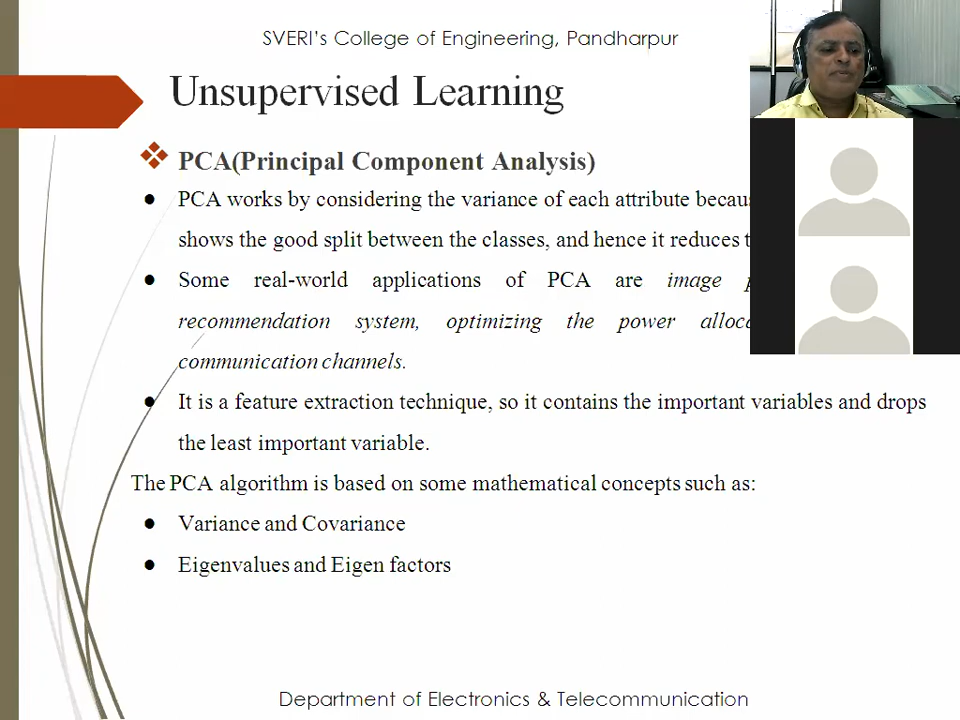 SVERI's College of Engineering, Pandharpur
Unsupervised Learning
❖ PCA(Principal Component Analysis)
● PCA works by considering the variance of each attribute
shows the good split between the classes, and hence it reduces
● Some real-world applications of PCA are image
recommendation system, optimizing the power
communication channels.
● It is a feature extraction technique, so it contains the important variables and drops
the least important variable.
The PCA algorithm is based on some mathematical concepts such as:
● Variance and Covariance
● Eigenvalues and Eigen factors
Department of Electronics & Telecommunication